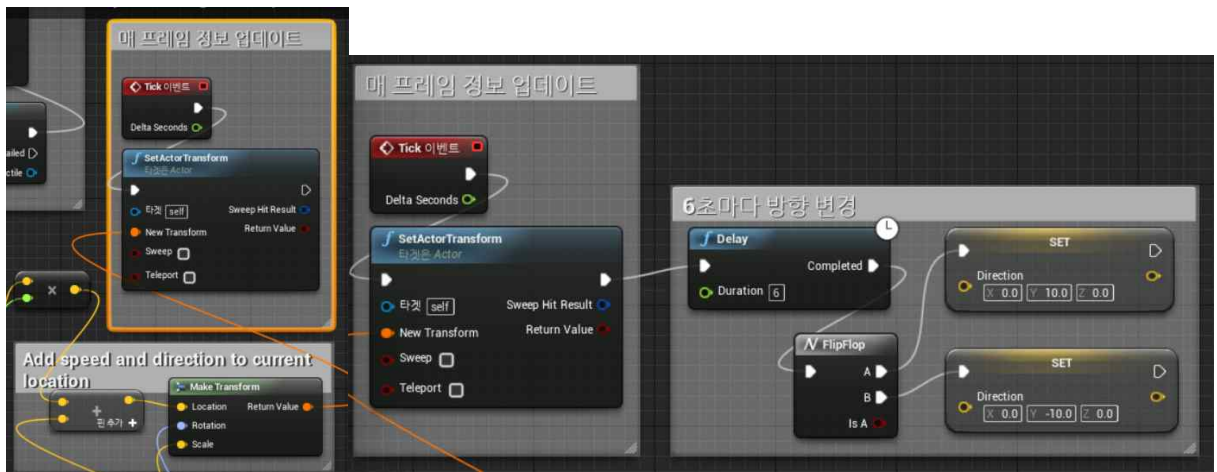 매 프레임 정보 업데이트
Tick 이벤트
Delta Seconds
SetActorTransform
타겟은 Actor
타겟 self
Sweep Hit Result
New Transform
Return Value
Sweep
Teleport
ailed
ctile
×
Add speed and direction to current
location
+
핀 추가 +
Make Transform
Location
Return Value
Rotation
Scale
매 프레임 정보 업데이트
Tick 이벤트
Delta Seconds
f SetActorTransform
타겟은 Actor
타겟 self
Sweep Hit Result
New Transform
Return Value
Sweep
Teleport
6초마다 방향 변경
f Delay
Completed
Duration 6
FlipFlop
A
B
Is A
SET
Direction
X 0.0 Y 10.0 Z 0.0
SET
Direction
X 0.0 Y -10.0 Z 0.0